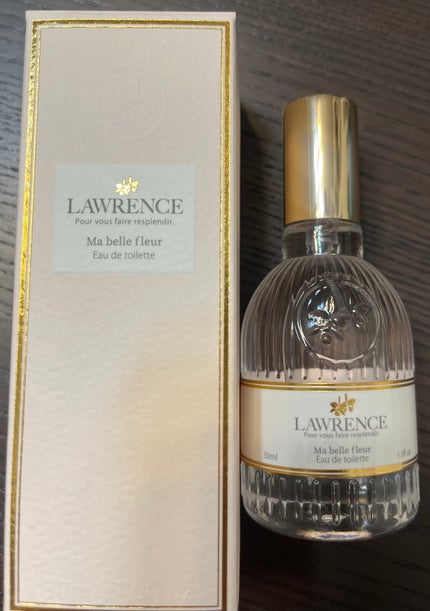 LAWRENCE
Pour vous faire resplendir.
Ma belle fleur
Eau de toilette
LAWRENCE
Pour vous faire resplendir.
30ml Ma belle fleur 1.0fl oz
Eau de toilette